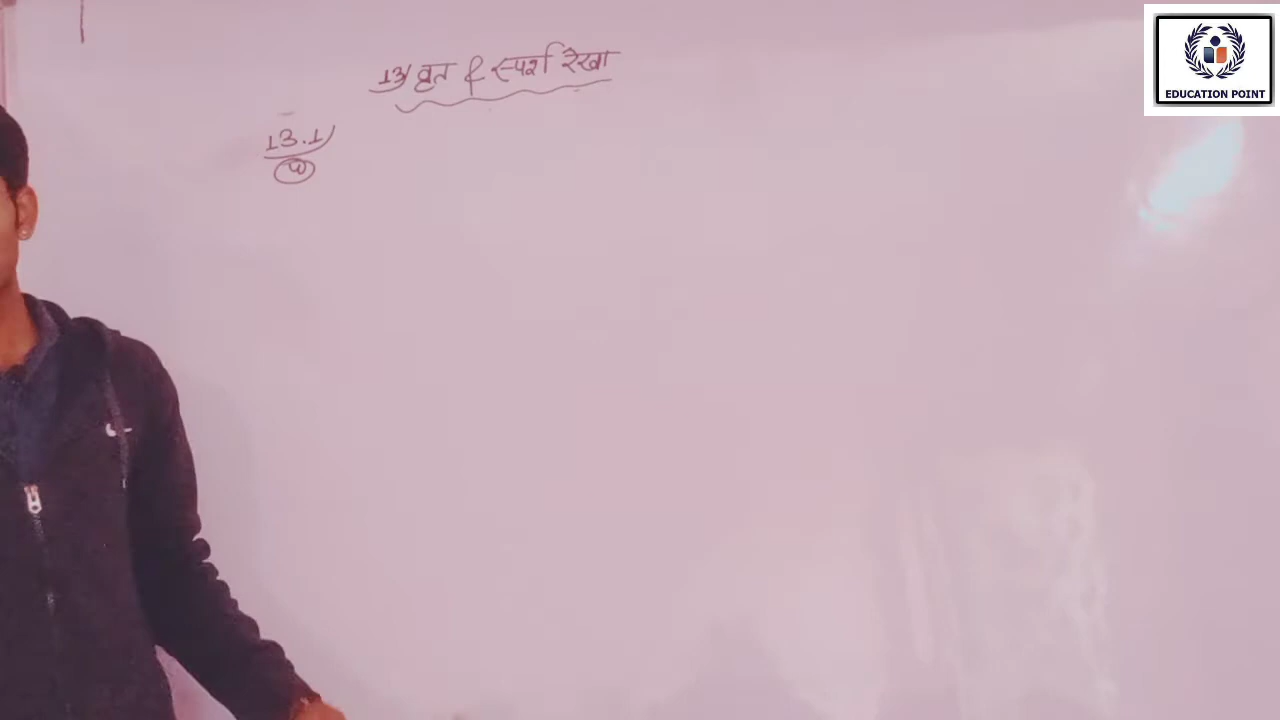 13) वृत & स्पर्श रेखा
13.1)
EDUCATION POINT